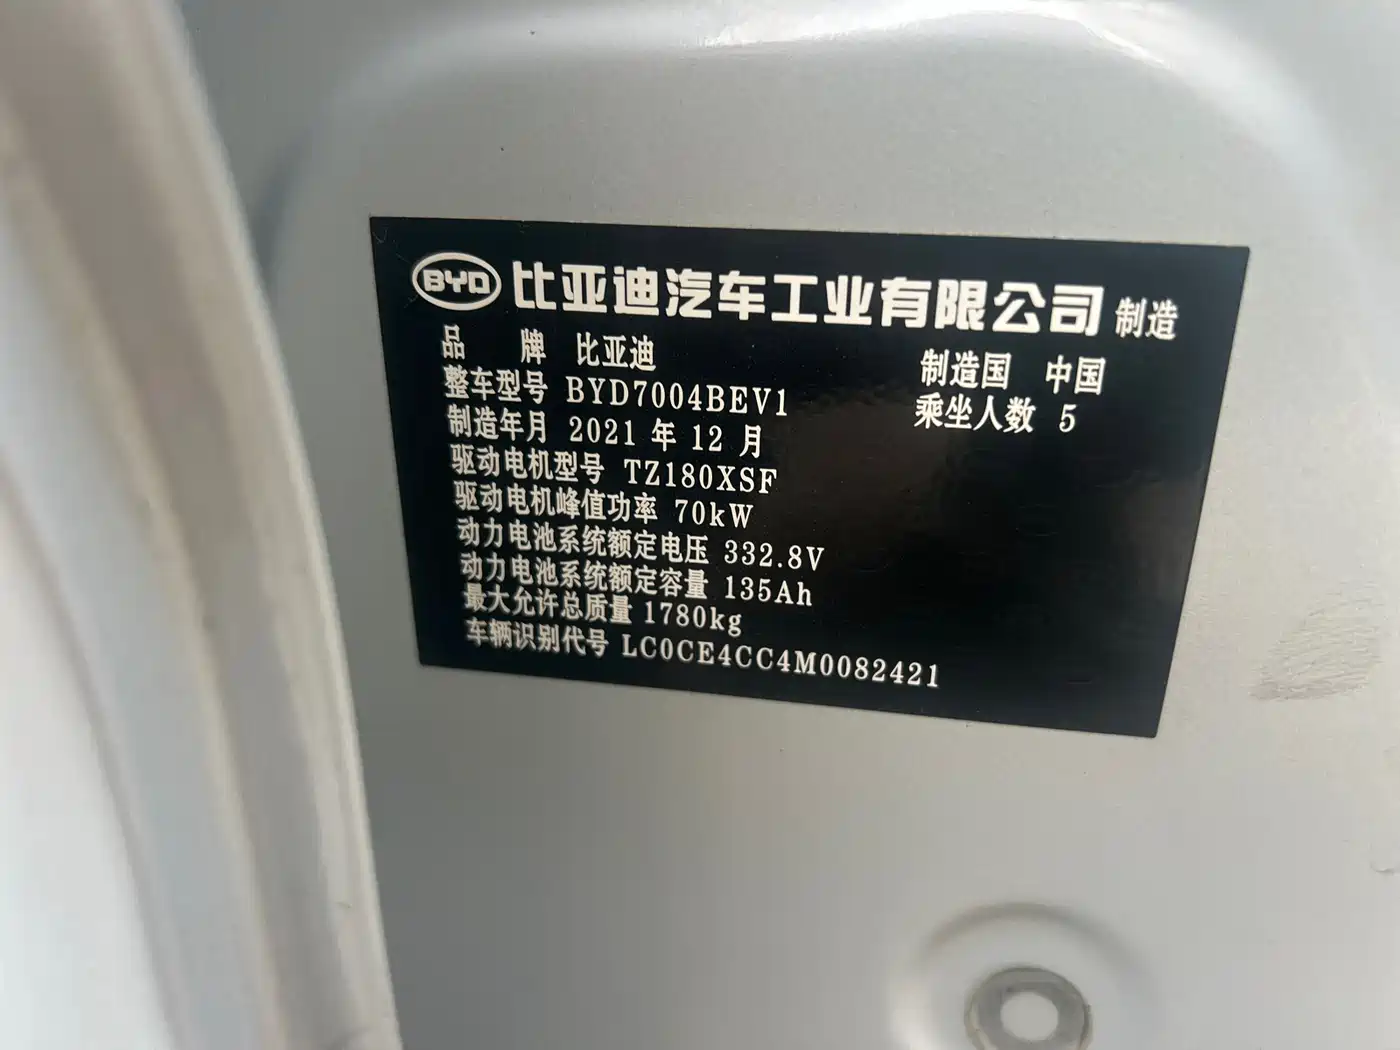 BYD 比亚迪汽车工业有限公司 制造
品 牌 比亚迪 制造国 中国
整车型号 BYD7004BEV1 乘坐人数 5
制造年月 2021 年 12 月
驱动电机型号 TZ180XSF
驱动电机峰值功率 70kW
动力电池系统额定电压 332.8V
动力电池系统额定容量 135Ah
最大允许总质量 1780kg
车辆识别代号 LC0CE4CC4M0082421